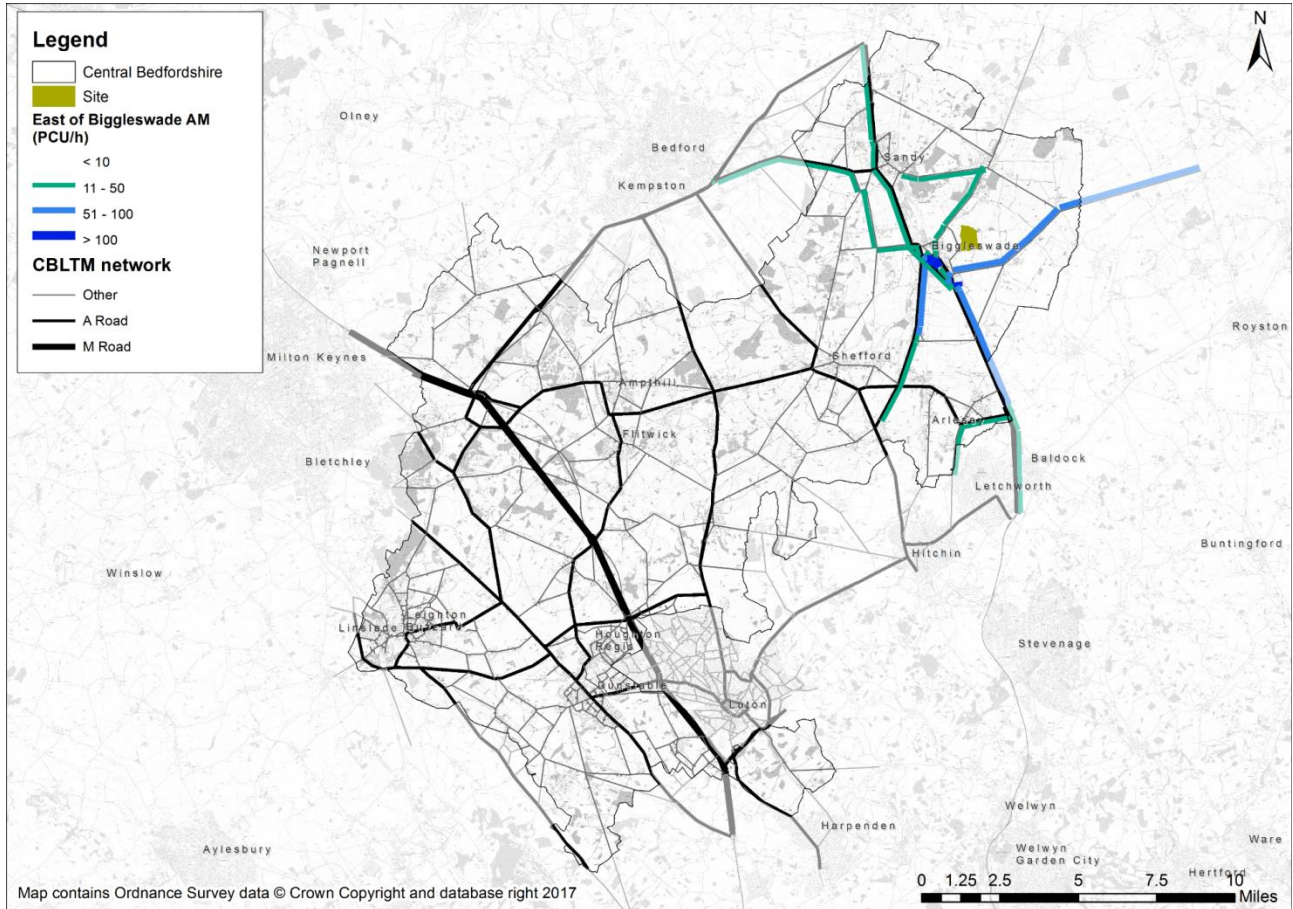 Legend
Central Bedfordshire
Site
East of Biggleswade AM
(PCU/h)
< 10
11 - 50
51 - 100
> 100
CBLTM network
Other
A Road
M Road
N
Olney
Bedford
Kempston
Sandy
Newport
Pagnell
Biggleswade
Milton Keynes
Shefford
Royston
Ampthill
Flitwick
Arlesey
Bletchley
Baldock
Letchworth
Hitchin
Buntingford
Winslow
Leighton
Linslade Buzzard
Houghton
Regis
Stevenage
Dunstable
Luton
Welwyn
Harpenden
Ware
Aylesbury
Welwyn
Garden City
Hertford
0 1.25 2.5 5 7.5 10
Miles
Map contains Ordnance Survey data © Crown Copyright and database right 2017